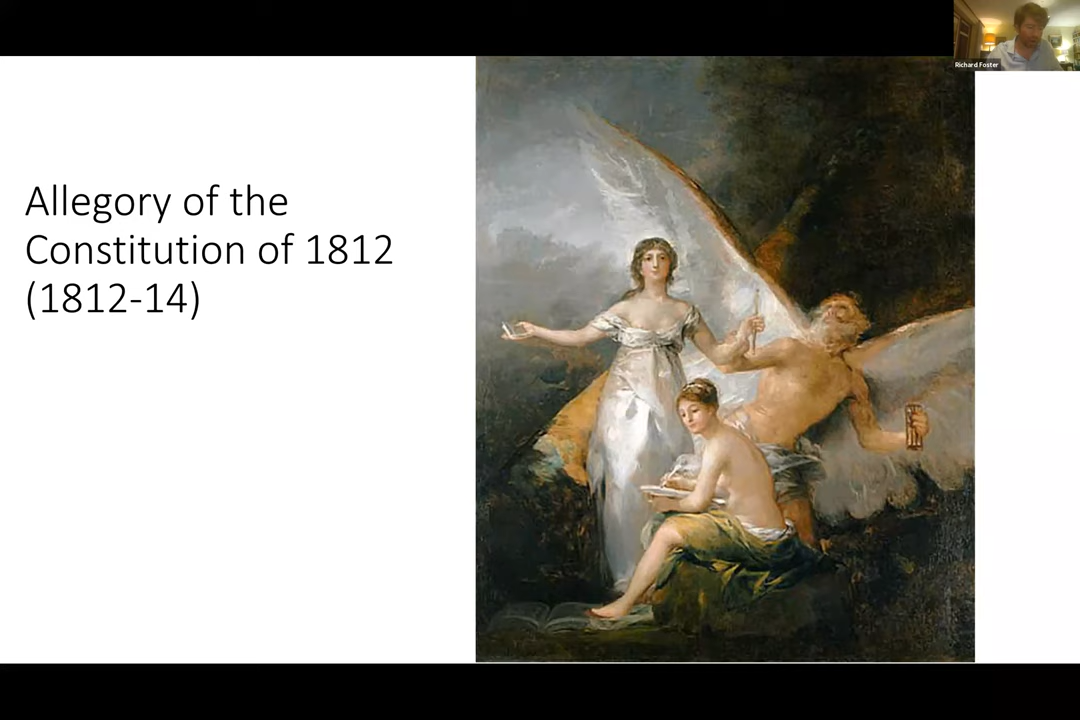 Richard Foster
Allegory of the
Constitution of 1812
(1812-14)